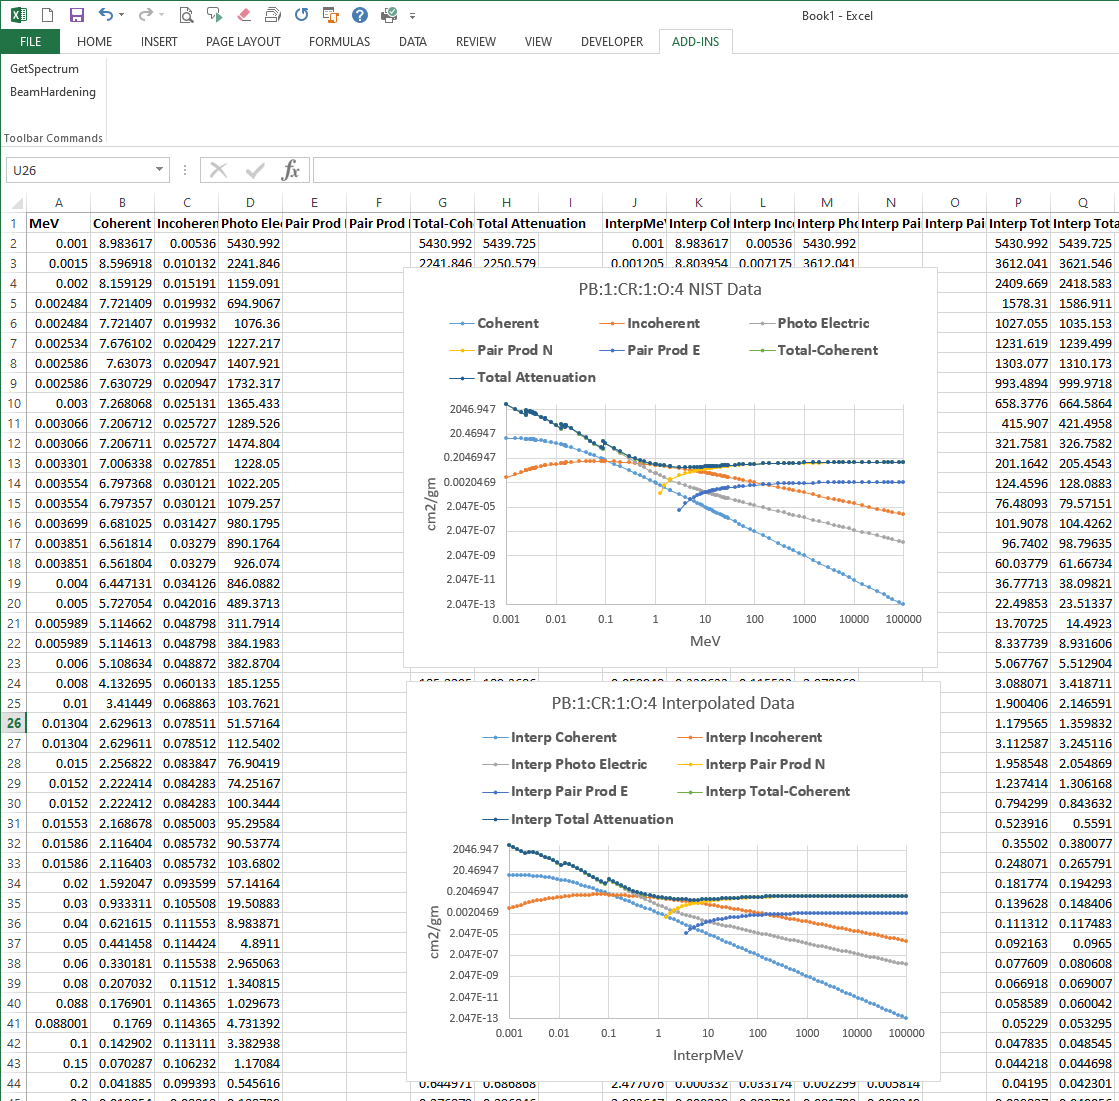 Book1 - Excel
FILE HOME INSERT PAGE LAYOUT FORMULAS DATA REVIEW VIEW DEVELOPER ADD-INS
GetSpectrum
BeamHardening
Toolbar Commands
U26 fx
A B C D E F G H I J K L M N O P Q
1 MeV Coherent Incoheren Photo Ele Pair Prod Pair Prod Total-Coh Total Attenuation InterpMe Interp Col Interp Inc Interp Pho Interp Pai Interp Pai Interp Tot Interp Tota
2 0.001 8.983617 0.00536 5430.992 5430.992 5439.725 0.001 8.983617 0.00536 5430.992 5430.992 5439.725
3 0.0015 8.596918 0.010132 2241.846 2241.846 2250.579 0.001205 8.803954 0.007175 3612.041 3612.041 3621.546
4 0.002 8.159129 0.015191 1159.091 2409.669 2418.583
5 0.002484 7.721409 0.019932 694.9067 1578.31 1586.911
6 0.002484 7.721407 0.019932 1076.36 1027.055 1035.153
7 0.002534 7.676102 0.020429 1227.217 1231.619 1239.499
8 0.002586 7.63073 0.020947 1407.921 1303.077 1310.173
9 0.002586 7.630729 0.020947 1732.317 993.4894 999.9718
10 0.003 7.268068 0.025131 1365.433 658.3776 664.5864
11 0.003066 7.206712 0.025727 1289.526 415.907 421.4958
12 0.003066 7.206711 0.025727 1474.804 321.7581 326.7582
13 0.003301 7.006338 0.027851 1228.05 201.1642 205.4543
14 0.003554 6.797368 0.030121 1022.205 124.4596 128.0883
15 0.003554 6.797357 0.030121 1079.257 76.48093 79.57151
16 0.003699 6.681025 0.031427 980.1795 101.9078 104.4262
17 0.003851 6.561814 0.03279 890.1764 96.7402 98.79635
18 0.003851 6.561804 0.03279 926.074 60.03779 61.66734
19 0.004 6.447131 0.034126 846.0882 36.77713 38.09821
20 0.005 5.727054 0.042016 489.3713 22.49853 23.51337
21 0.005989 5.114662 0.048798 311.7914 13.70725 14.4923
22 0.005989 5.114613 0.048798 384.1983 8.337739 8.931606
23 0.006 5.108634 0.048872 382.8704 5.067767 5.512904
24 0.008 4.132695 0.060133 185.1255 3.088071 3.418711
25 0.01 3.41449 0.068863 103.7621 1.900406 2.146591
26 0.01304 2.629613 0.078511 51.57164 1.179565 1.359832
27 0.01304 2.629611 0.078512 112.5402 3.112587 3.245116
28 0.015 2.256822 0.083847 76.90419 1.958548 2.054869
29 0.0152 2.222414 0.084283 74.25167 1.237414 1.306168
30 0.0152 2.222412 0.084283 100.3444 0.794299 0.843632
31 0.01553 2.168678 0.085003 95.29584 0.523916 0.5591
32 0.01586 2.116404 0.085732 90.53774 0.35502 0.380077
33 0.01586 2.116403 0.085732 103.6802 0.248071 0.265791
34 0.02 1.592047 0.093599 57.14164 0.181774 0.194293
35 0.03 0.933311 0.105508 19.50883 0.139628 0.148406
36 0.04 0.621615 0.111553 8.983871 0.111312 0.117483
37 0.05 0.441458 0.114424 4.8911 0.092163 0.0965
38 0.06 0.330181 0.115538 2.965063 0.077609 0.080608
39 0.08 0.207032 0.11512 1.340815 0.066918 0.069007
40 0.088 0.176901 0.114365 1.029673 0.058589 0.060042
41 0.088001 0.1769 0.114365 4.731392 0.05229 0.053295
42 0.1 0.142902 0.113111 3.382938 0.047835 0.048545
43 0.15 0.070287 0.106232 1.17084 0.044218 0.044698
44 0.2 0.041885 0.099393 0.545616 0.644971 0.686868 2.477076 0.000332 0.033174 0.002299 0.005814 0.04195 0.042301
PB:1:CR:1:O:4 NIST Data
Coherent Incoherent Photo Electric
Pair Prod N Pair Prod E Total-Coherent
Total Attenuation
2046.947
20.46947
0.2046947
0.0020469
2.047E-05
2.047E-07
2.047E-09
2.047E-11
2.047E-13
cm2/gm
0.001 0.01 0.1 1 10 100 1000 10000 100000
MeV
PB:1:CR:1:O:4 Interpolated Data
Interp Coherent Interp Incoherent
Interp Photo Electric Interp Pair Prod N
Interp Pair Prod E Interp Total-Coherent
Interp Total Attenuation
2046.947
20.46947
0.2046947
0.0020469
2.047E-05
2.047E-07
2.047E-09
2.047E-11
2.047E-13
cm2/gm
0.001 0.01 0.1 1 10 100 1000 10000 100000
InterpMeV